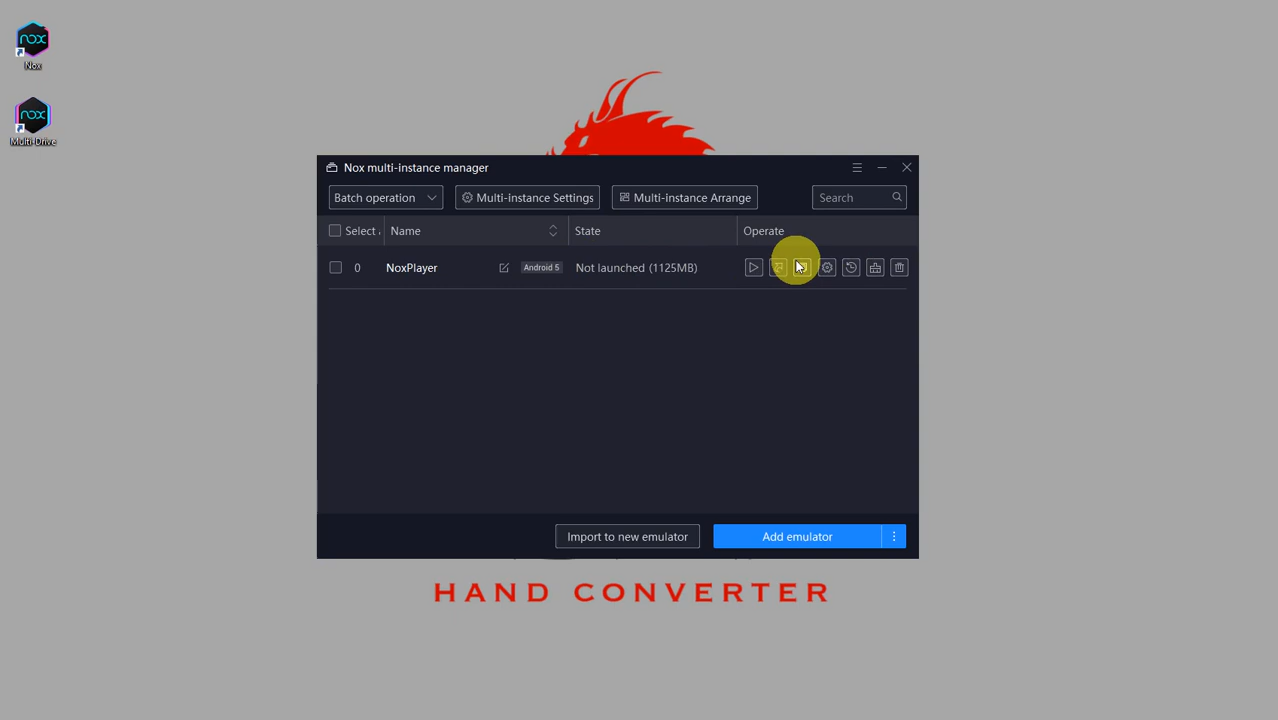 nox
Nox
nox
Multi-Drive
Nox multi-instance manager
Batch operation
Multi-instance Settings
Multi-instance Arrange
Search
Select
Name
State
Operate
0
NoxPlayer
Android 5
Not launched (1125MB)
Import to new emulator
Add emulator
HAND CONVERTER